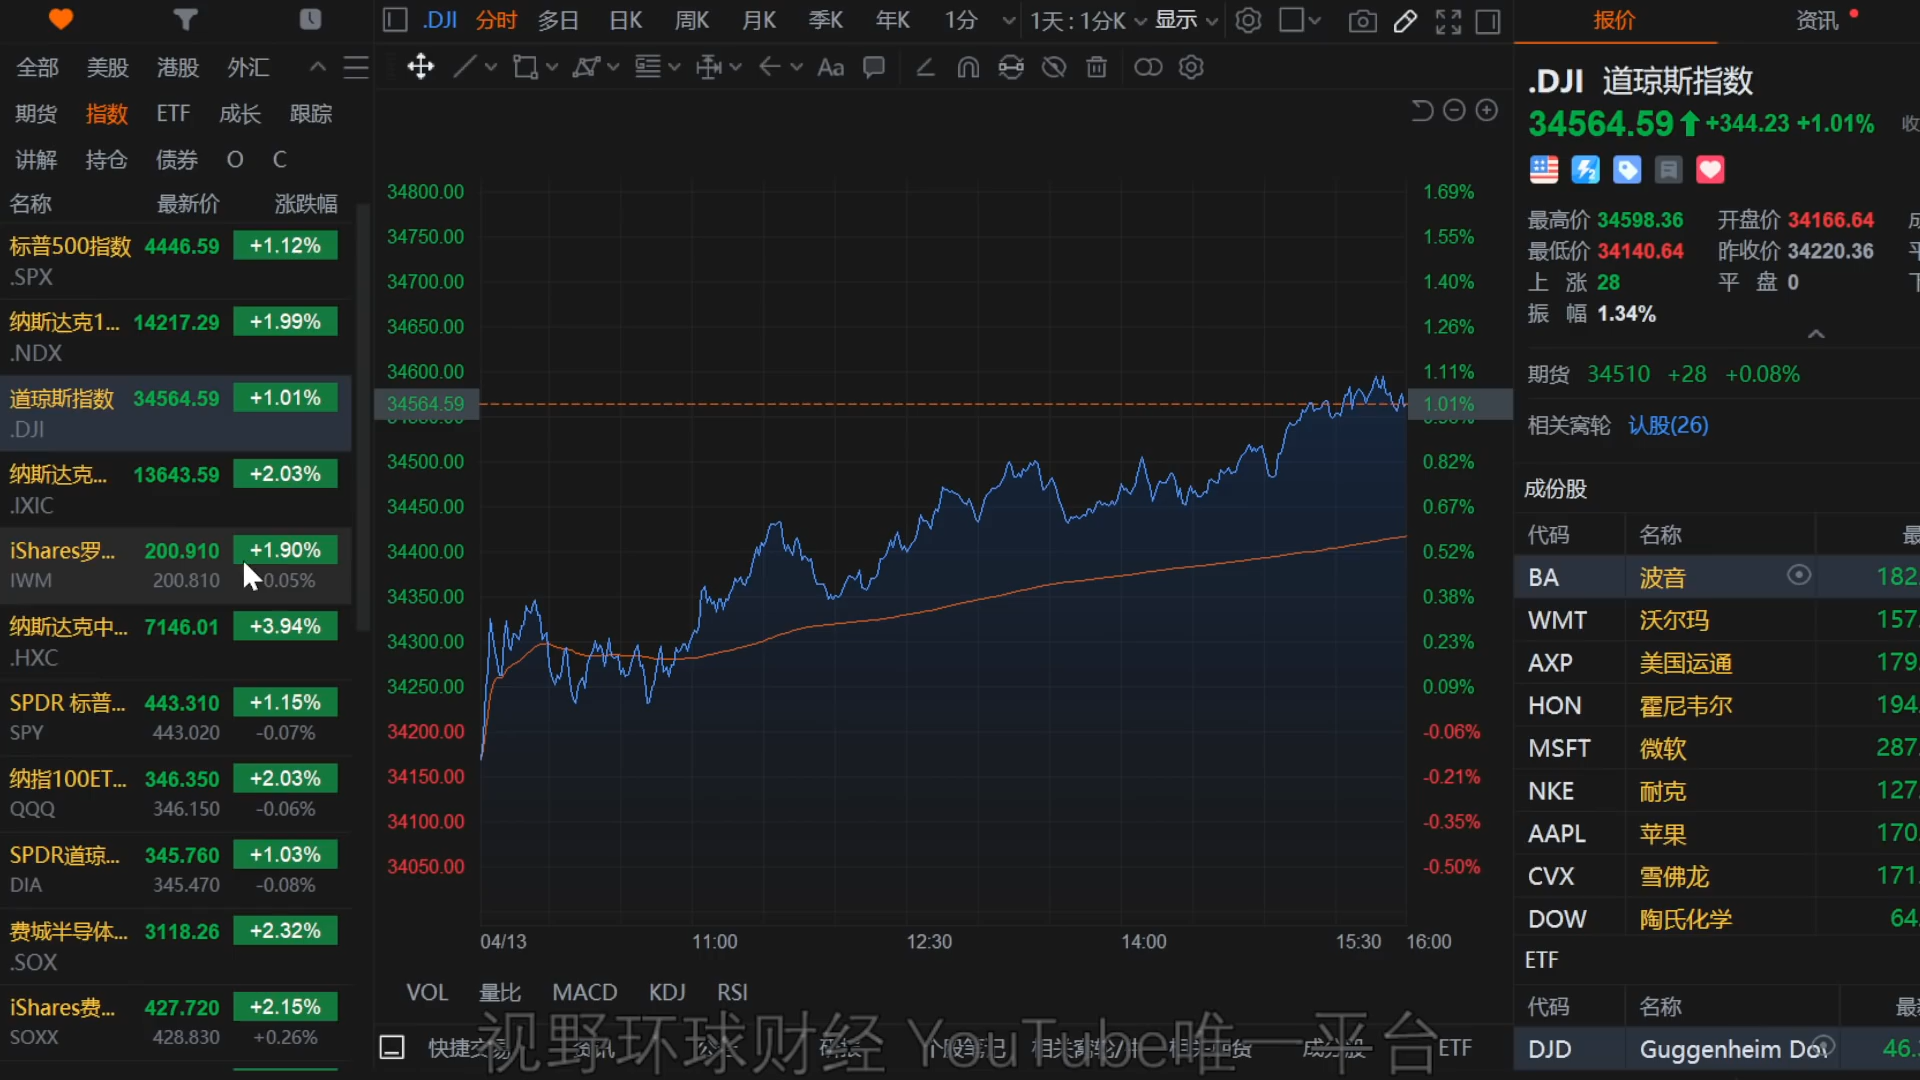 .DJI 分时 多日 日K 周K 月K 季K 年K 1分 1天 : 1分K 显示
报价 资讯
全部 美股 港股 外汇
期货 指数 ETF 成长 跟踪
讲解 持仓 债券 O C
名称 最新价 涨跌幅
标普500指数 4446.59 +1.12%
.SPX
纳斯达克1... 14217.29 +1.99%
.NDX
道琼斯指数 34564.59 +1.01%
.DJI
纳斯达克... 13643.59 +2.03%
.IXIC
iShares罗... 200.910 +1.90%
IWM 200.810 0.05%
纳斯达克中... 7146.01 +3.94%
.HXC
SPDR 标普... 443.310 +1.15%
SPY 443.020 -0.07%
纳指100ET... 346.350 +2.03%
QQQ 346.150 -0.06%
SPDR道琼... 345.760 +1.03%
DIA 345.470 -0.08%
费城半导体... 3118.26 +2.32%
.SOX
iShares费... 427.720 +2.15%
SOXX 428.830 +0.26%
Aa
34800.00 1.69%
34750.00 1.55%
34700.00 1.40%
34650.00 1.26%
34600.00 1.11%
34564.59 1.01%
34500.00 0.82%
34450.00 0.67%
34400.00 0.52%
34350.00 0.38%
34300.00 0.23%
34250.00 0.09%
34200.00 -0.06%
34150.00 -0.21%
34100.00 -0.35%
34050.00 -0.50%
04/13 11:00 12:30 14:00 15:30 16:00
VOL 量比 MACD KDJ RSI
快捷交易 资讯 个股笔记 成分股 ETF
视野环球财经 YouTube唯一平台
.DJI 道琼斯指数
34564.59 +344.23 +1.01% 收
最高价 34598.36 开盘价 34166.64
最低价 34140.64 昨收价 34220.36
上 涨 28 平 盘 0
振 幅 1.34%
期货 34510 +28 +0.08%
相关窝轮 认股(26)
成份股
代码 名称
BA 波音 182.
WMT 沃尔玛 157.
AXP 美国运通 179.
HON 霍尼韦尔 194.
MSFT 微软 287.
NKE 耐克 127.
AAPL 苹果 170.
CVX 雪佛龙 171.
DOW 陶氏化学 64.
ETF
代码 名称
DJD Guggenheim Do 46.